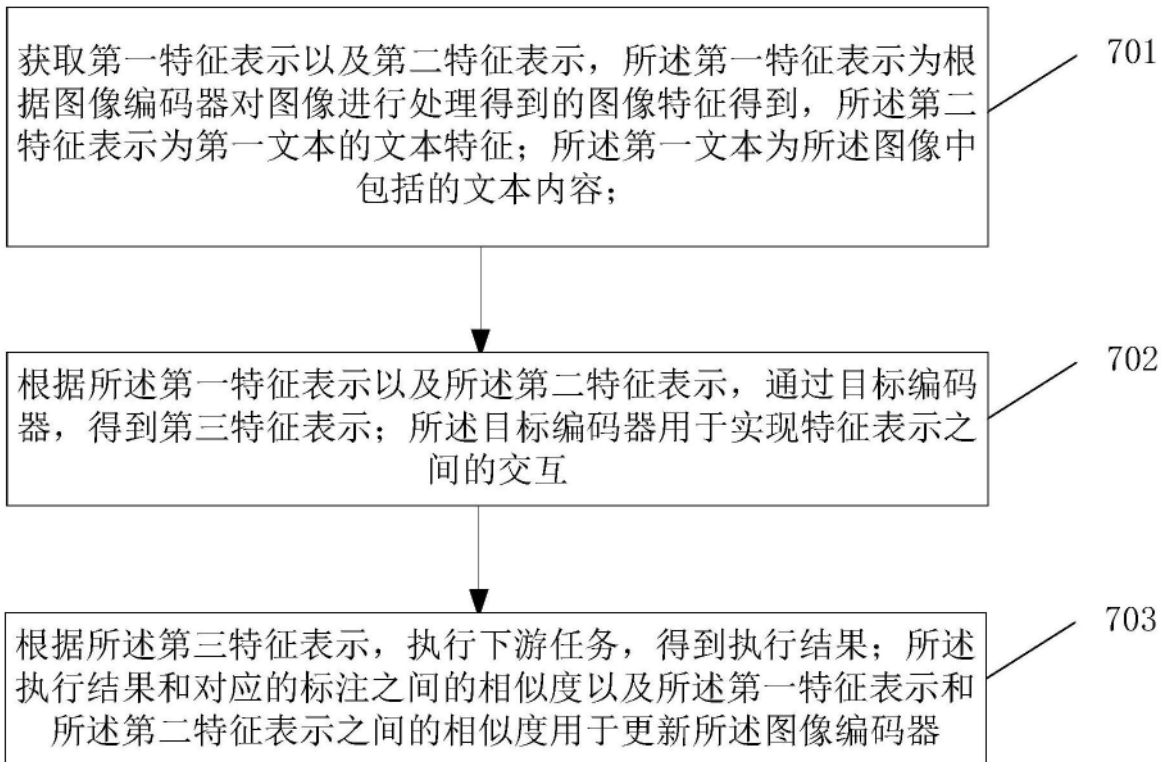 获取第一特征表示以及第二特征表示，所述第一特征表示为根
据图像编码器对图像进行处理得到的图像特征得到，所述第二
特征表示为第一文本的文本特征；所述第一文本为所述图像中
包括的文本内容；
701
根据所述第一特征表示以及所述第二特征表示，通过目标编码
器，得到第三特征表示；所述目标编码器用于实现特征表示之
间的交互
702
根据所述第三特征表示，执行下游任务，得到执行结果；所述
执行结果和对应的标注之间的相似度以及所述第一特征表示和
所述第二特征表示之间的相似度用于更新所述图像编码器
703